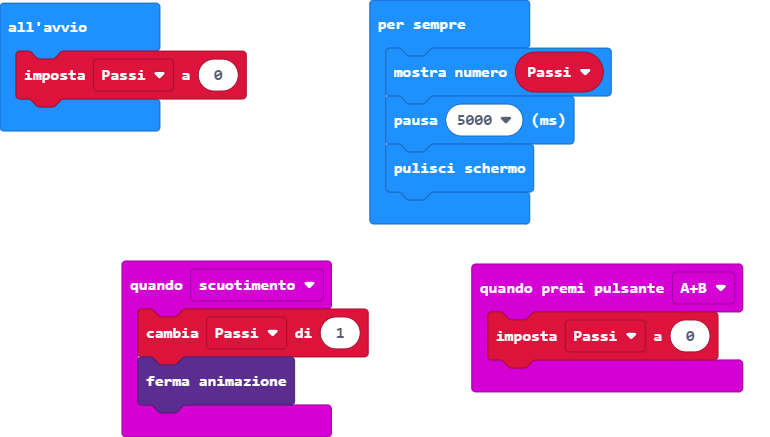 all'avvio
imposta Passi a 0
per sempre
mostra numero Passi
pausa 5000 (ms)
pulisci schermo
quando scuotimento
cambia Passi di 1
ferma animazione
quando premi pulsante A+B
imposta Passi a 0